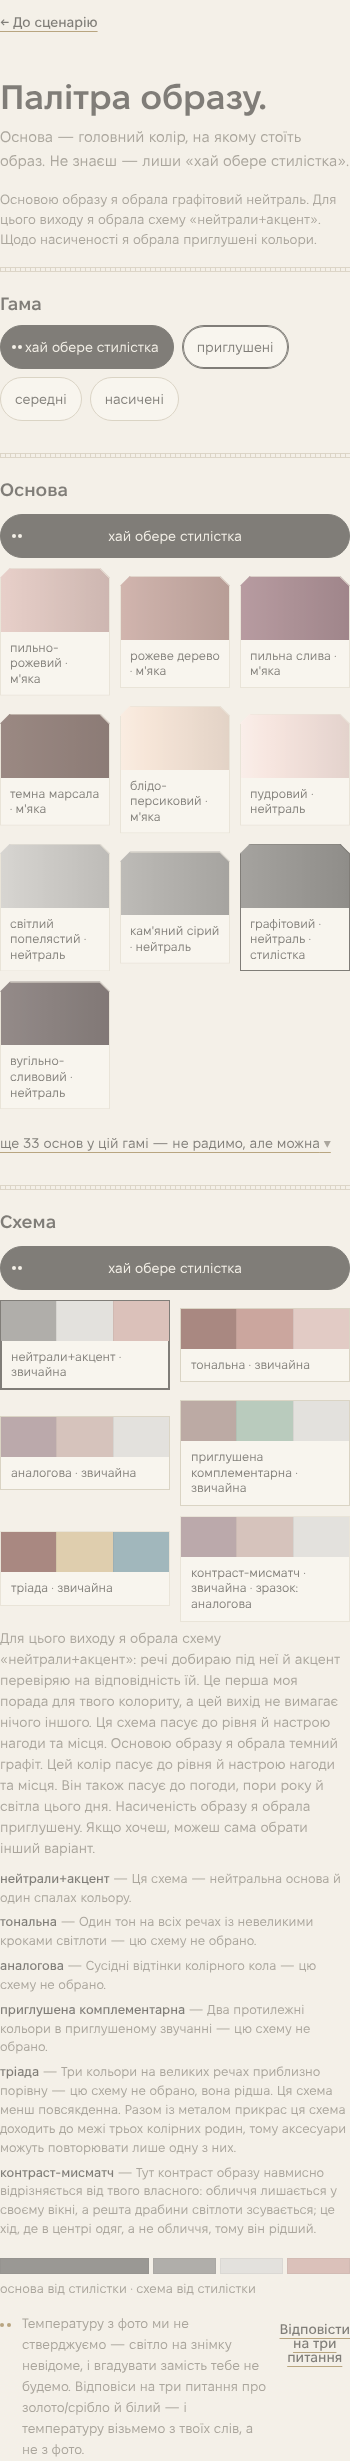 ← До сценарію
Палітра образу.
Основа — головний колір, на якому стоїть
образ. Не знаєш — лиши «хай обере стилістка».
Основою образу я обрала графітовий нейтраль. Для
цього виходу я обрала схему «нейтрали+акцент».
Щодо насиченості я обрала приглушені кольори.
Гама
хай обере стилістка
приглушені
середні
насичені
Основа
хай обере стилістка
пильно-
рожевий ·
м'яка
рожеве дерево
· м'яка
пильна слива ·
м'яка
темна марсала
· м'яка
блідо-
персиковий ·
м'яка
пудровий ·
нейтраль
світлий
попелястий ·
нейтраль
кам'яний сірий
· нейтраль
графітовий ·
нейтраль ·
стилістка
вугільно-
сливовий ·
нейтраль
ще 33 основ у цій гамі — не радимо, але можна ▾
Схема
хай обере стилістка
нейтрали+акцент ·
звичайна
тональна · звичайна
аналогова · звичайна
приглушена
комплементарна ·
звичайна
тріада · звичайна
контраст-мисматч ·
звичайна · зразок:
аналогова
Для цього виходу я обрала схему
«нейтрали+акцент»: речі добираю під неї й акцент
перевіряю на відповідність їй. Це перша моя
порада для твого колориту, а цей вихід не вимагає
нічого іншого. Ця схема пасує до рівня й настрою
нагоди та місця. Основою образу я обрала темний
графіт. Цей колір пасує до рівня й настрою нагоди
та місця. Він також пасує до погоди, пори року й
світла цього дня. Насиченість образу я обрала
приглушену. Якщо хочеш, можеш сама обрати
інший варіант.
нейтрали+акцент — Ця схема — нейтральна основа й
один спалах кольору.
тональна — Один тон на всіх речах із невеликими
кроками світлоти — цю схему не обрано.
аналогова — Сусідні відтінки колірного кола — цю
схему не обрано.
приглушена комплементарна — Два протилежні
кольори в приглушеному звучанні — цю схему не
обрано.
тріада — Три кольори на великих речах приблизно
порівну — цю схему не обрано, вона рідша. Ця схема
менш повсякденна. Разом із металом прикрас ця схема
доходить до межі трьох колірних родин, тому аксесуари
можуть повторювати лише одну з них.
контраст-мисматч — Тут контраст образу навмисно
відрізняється від твого власного: обличчя лишається у
своєму вікні, а решта драбини світлоти зсувається; це
хід, де в центрі одяг, а не обличчя, тому він рідший.
основа від стилістки · схема від стилістки
Температуру з фото ми не
стверджуємо — світло на знімку
невідоме, і вгадувати замість тебе не
будемо. Відповіси на три питання про
золото/срібло й білий — і
температуру візьмемо з твоїх слів, а
не з фото.
Відповісти
на три
питання